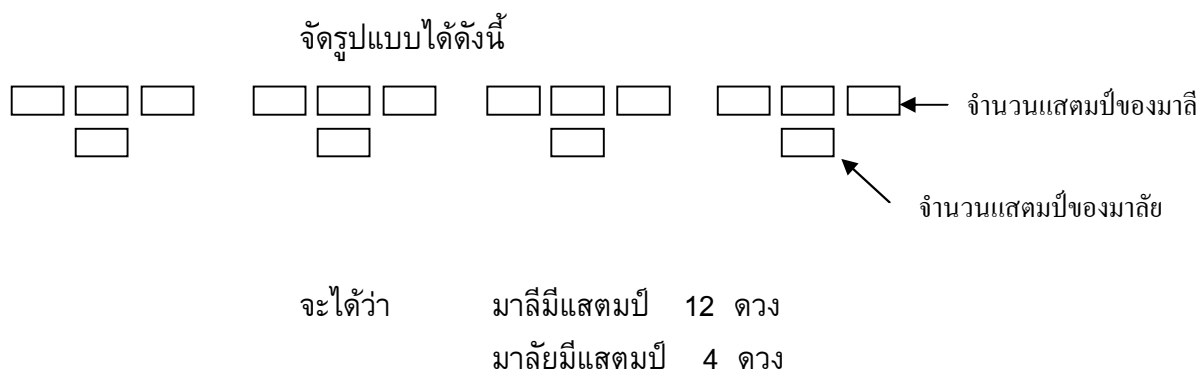 จัดรูปแบบได้ดังนี้
จำนวนแสตมป์ของมาลี
จำนวนแสตมป์ของมาลัย
จะได้ว่า มาลีมีแสตมป์ 12 ดวง
มาลัยมีแสตมป์ 4 ดวง